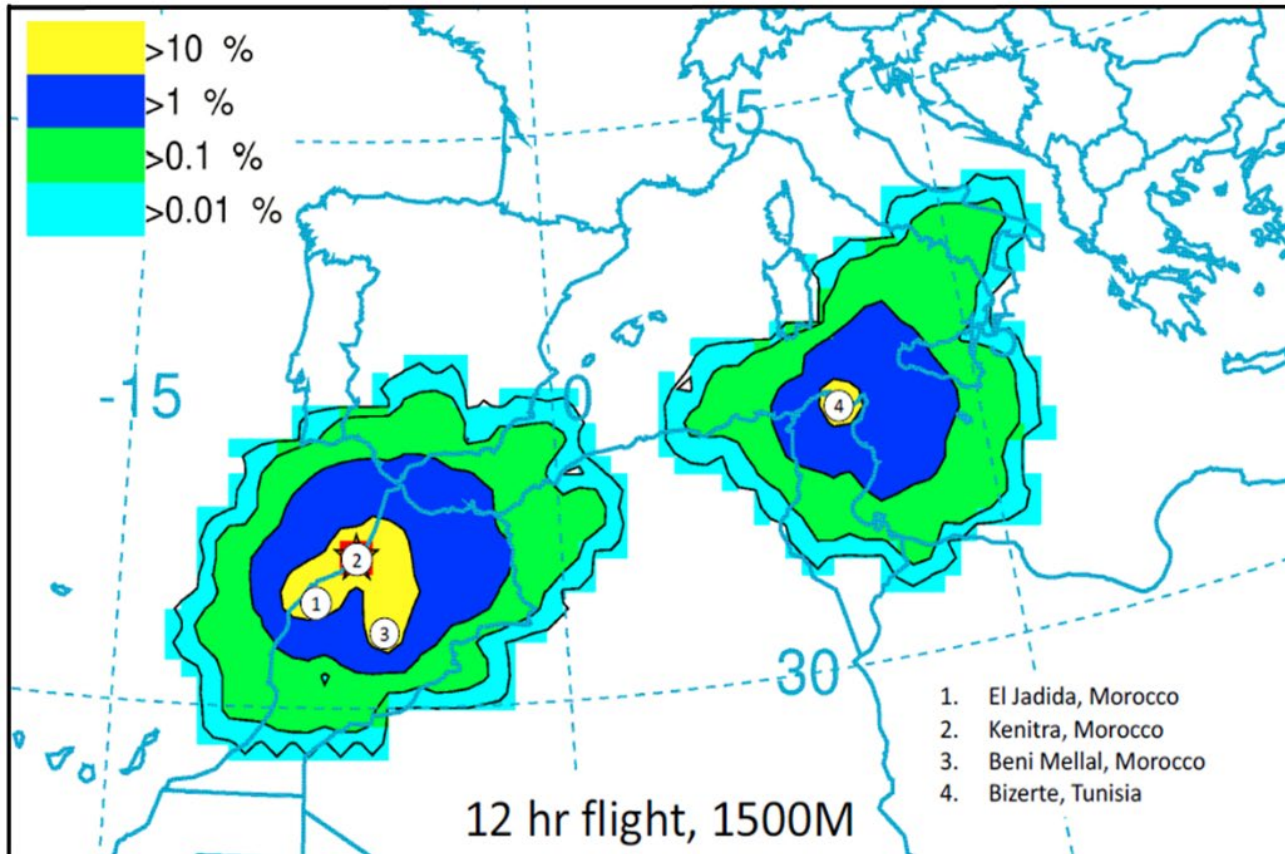 >10 %
>1 %
>0.1 %
>0.01 %
45
-15
0
15
30
4
2
1
3
1. El Jadida, Morocco
2. Kenitra, Morocco
3. Beni Mellal, Morocco
4. Bizerte, Tunisia
12 hr flight, 1500M